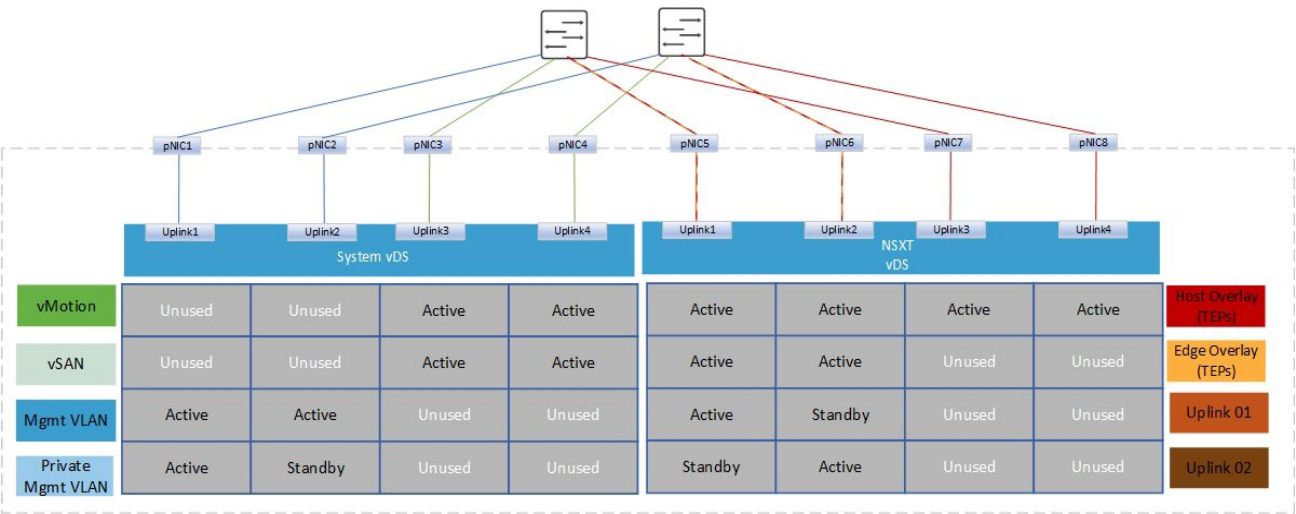 pNIC1
pNIC2
pNIC3
pNIC4
pNIC5
pNIC6
pNIC7
pNIC8
Uplink1
Uplink2
Uplink3
Uplink4
Uplink1
Uplink2
Uplink3
Uplink4
System vDS
NSXT
vDS
vMotion
Unused
Unused
Active
Active
Active
Active
Active
Active
Host Overlay
(TEPs)
vSAN
Unused
Unused
Active
Active
Active
Active
Unused
Unused
Edge Overlay
(TEPs)
Mgmt VLAN
Active
Active
Unused
Unused
Active
Standby
Unused
Unused
Uplink 01
Private
Mgmt VLAN
Active
Standby
Unused
Unused
Standby
Active
Unused
Unused
Uplink 02